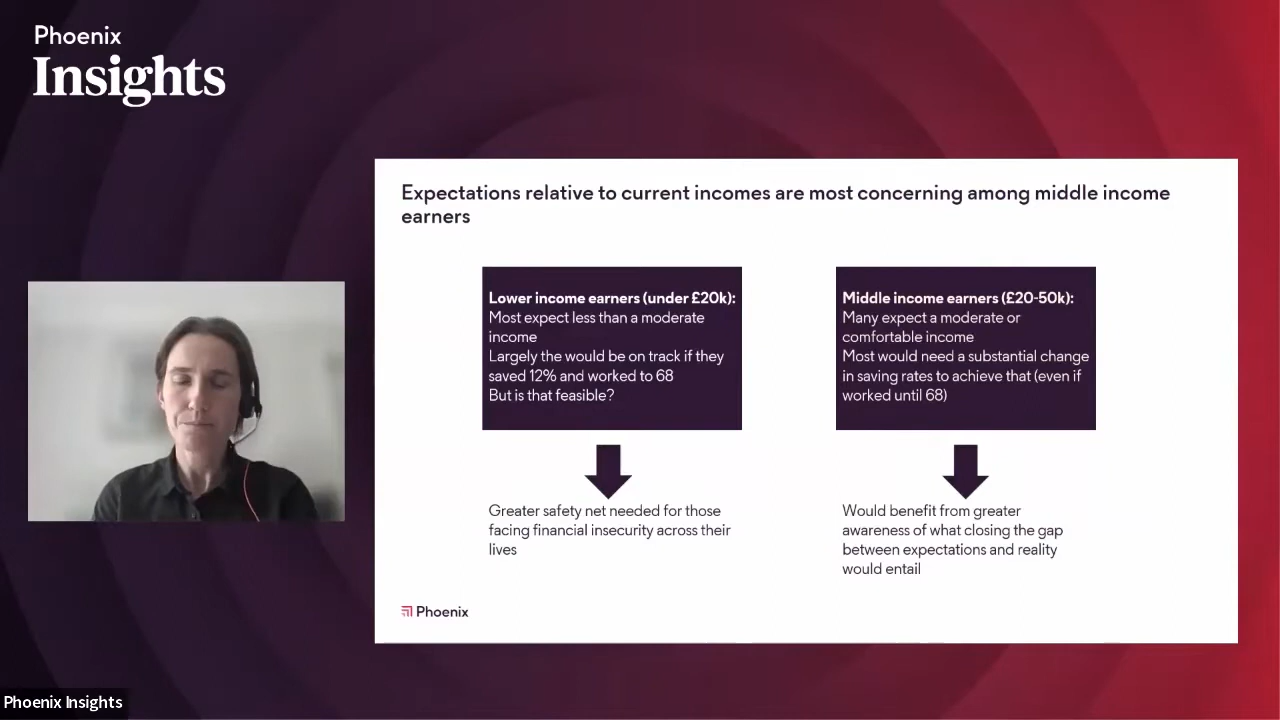 Phoenix
Insights
Expectations relative to current incomes are most concerning among middle income
earners
Lower income earners (under £20k):
Most expect less than a moderate
income
Largely the would be on track if they
saved 12% and worked to 68
But is that feasible?
Middle income earners (£20-50k):
Many expect a moderate or
comfortable income
Most would need a substantial change
in saving rates to achieve that (even if
worked until 68)
Greater safety net needed for those
facing financial insecurity across their
lives
Would benefit from greater
awareness of what closing the gap
between expectations and reality
would entail
Phoenix
Phoenix Insights